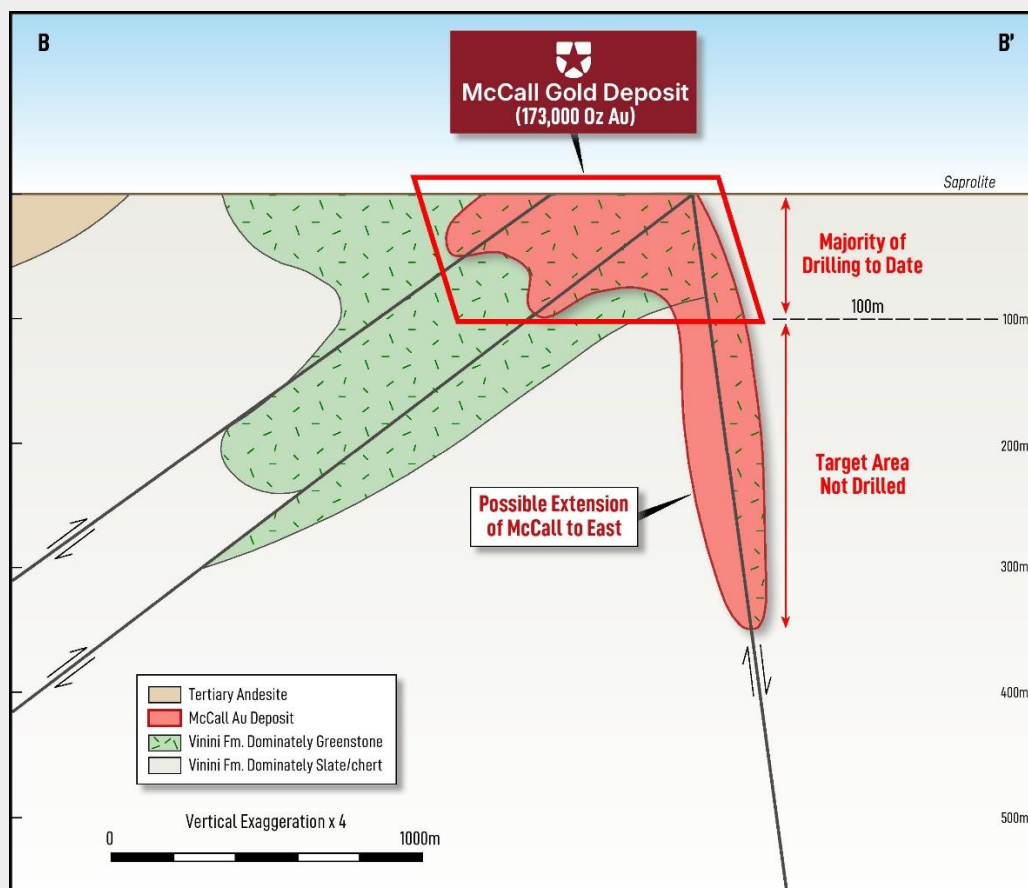 B
B'
McCall Gold Deposit
(173,000 Oz Au)
Saprolite
Majority of
Drilling to Date
100m
100m
200m
Target Area
Not Drilled
Possible Extension
of McCall to East
300m
400m
500m
Tertiary Andesite
McCall Au Deposit
Vinini Fm. Dominately Greenstone
Vinini Fm. Dominately Slate/chert
Vertical Exaggeration x 4
0
1000m